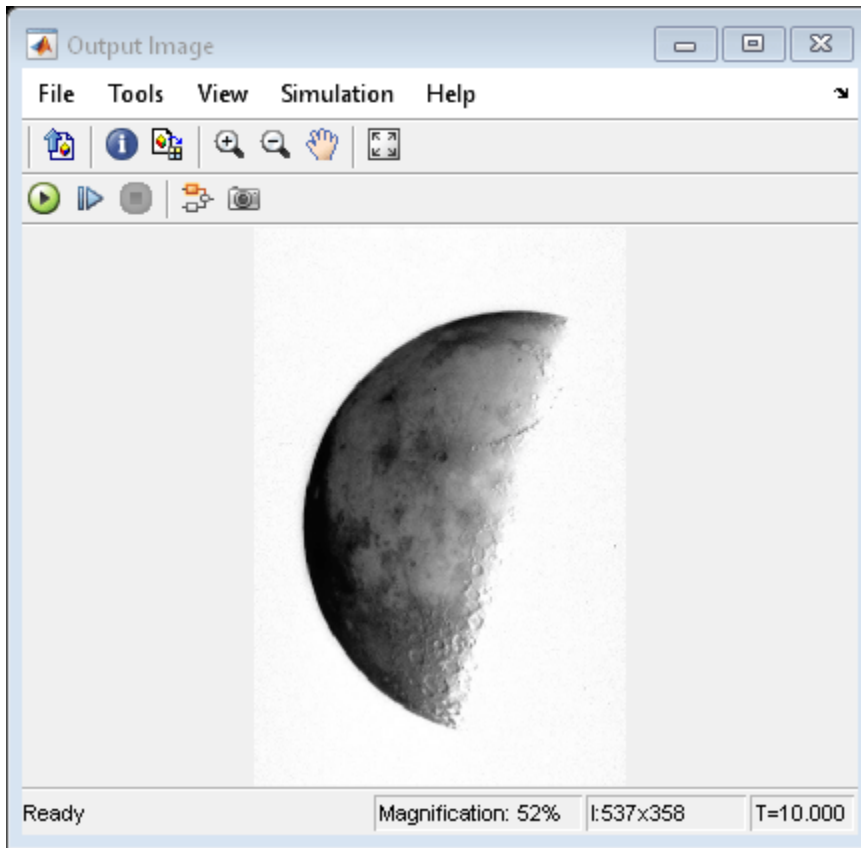 Output Image
File Tools View Simulation Help
Ready Magnification: 52% I:537x358 T=10.000